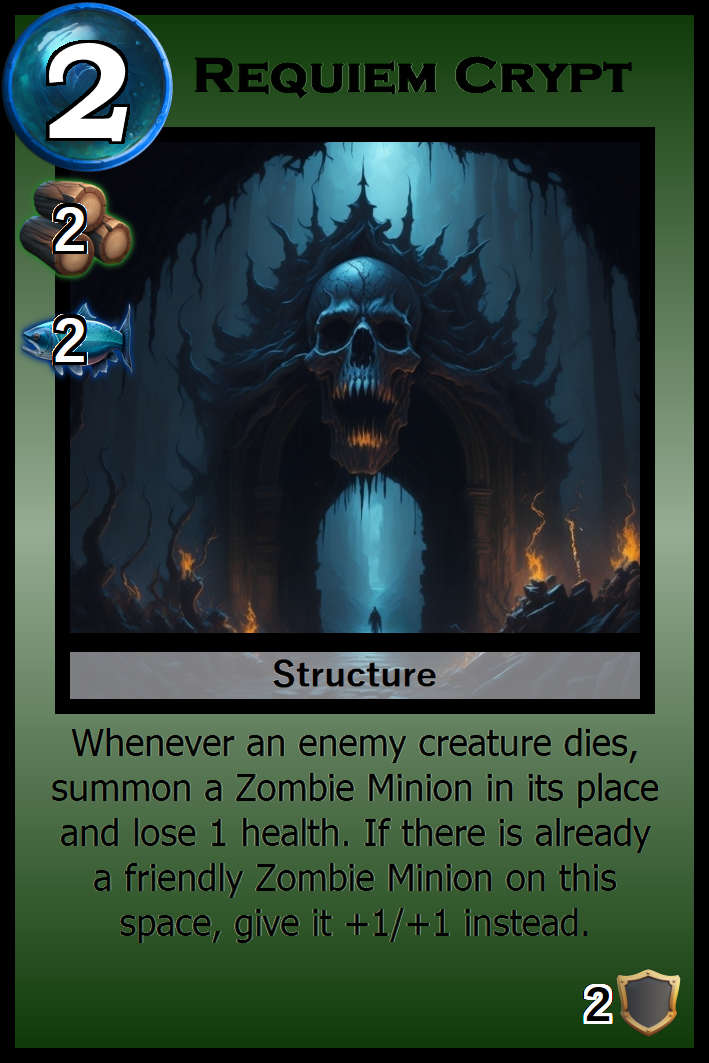 2
Requiem Crypt
2
2
Structure
Whenever an enemy creature dies,
summon a Zombie Minion in its place
and lose 1 health. If there is already
a friendly Zombie Minion on this
space, give it +1/+1 instead.
2